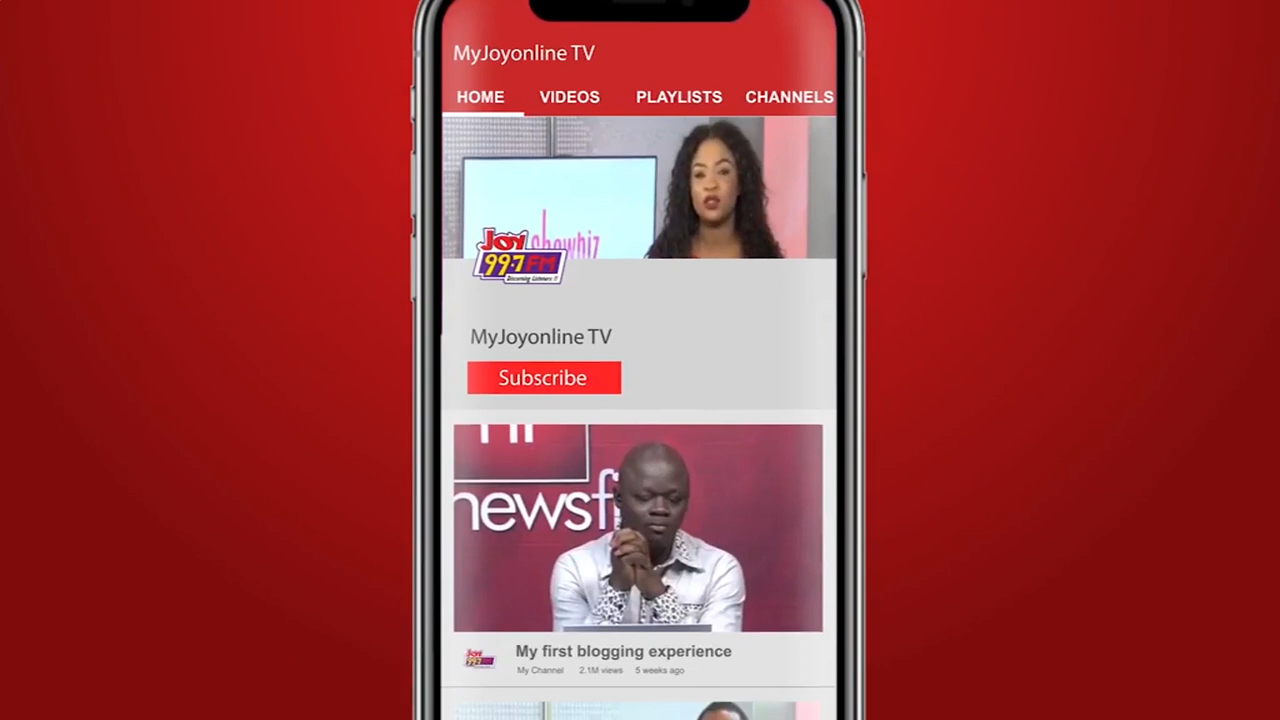 MyJoyonline TV
HOME VIDEOS PLAYLISTS CHANNELS
showbiz
JOY
99.7 FM
MyJoyonline TV
Subscribe
newsfi
My first blogging experience
My Channel 2.1M views 5 weeks ago